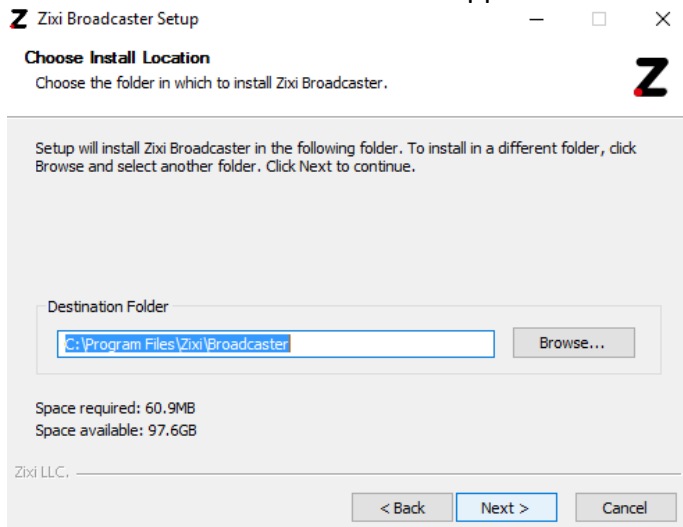 Zixi Broadcaster Setup
Choose Install Location
Choose the folder in which to install Zixi Broadcaster.
Z
Setup will install Zixi Broadcaster in the following folder. To install in a different folder, click
Browse and select another folder. Click Next to continue.
Destination Folder
C:\Program Files\Zixi\Broadcaster
Browse...
Space required: 60.9MB
Space available: 97.6GB
Zixi LLC.
< Back
Next >
Cancel